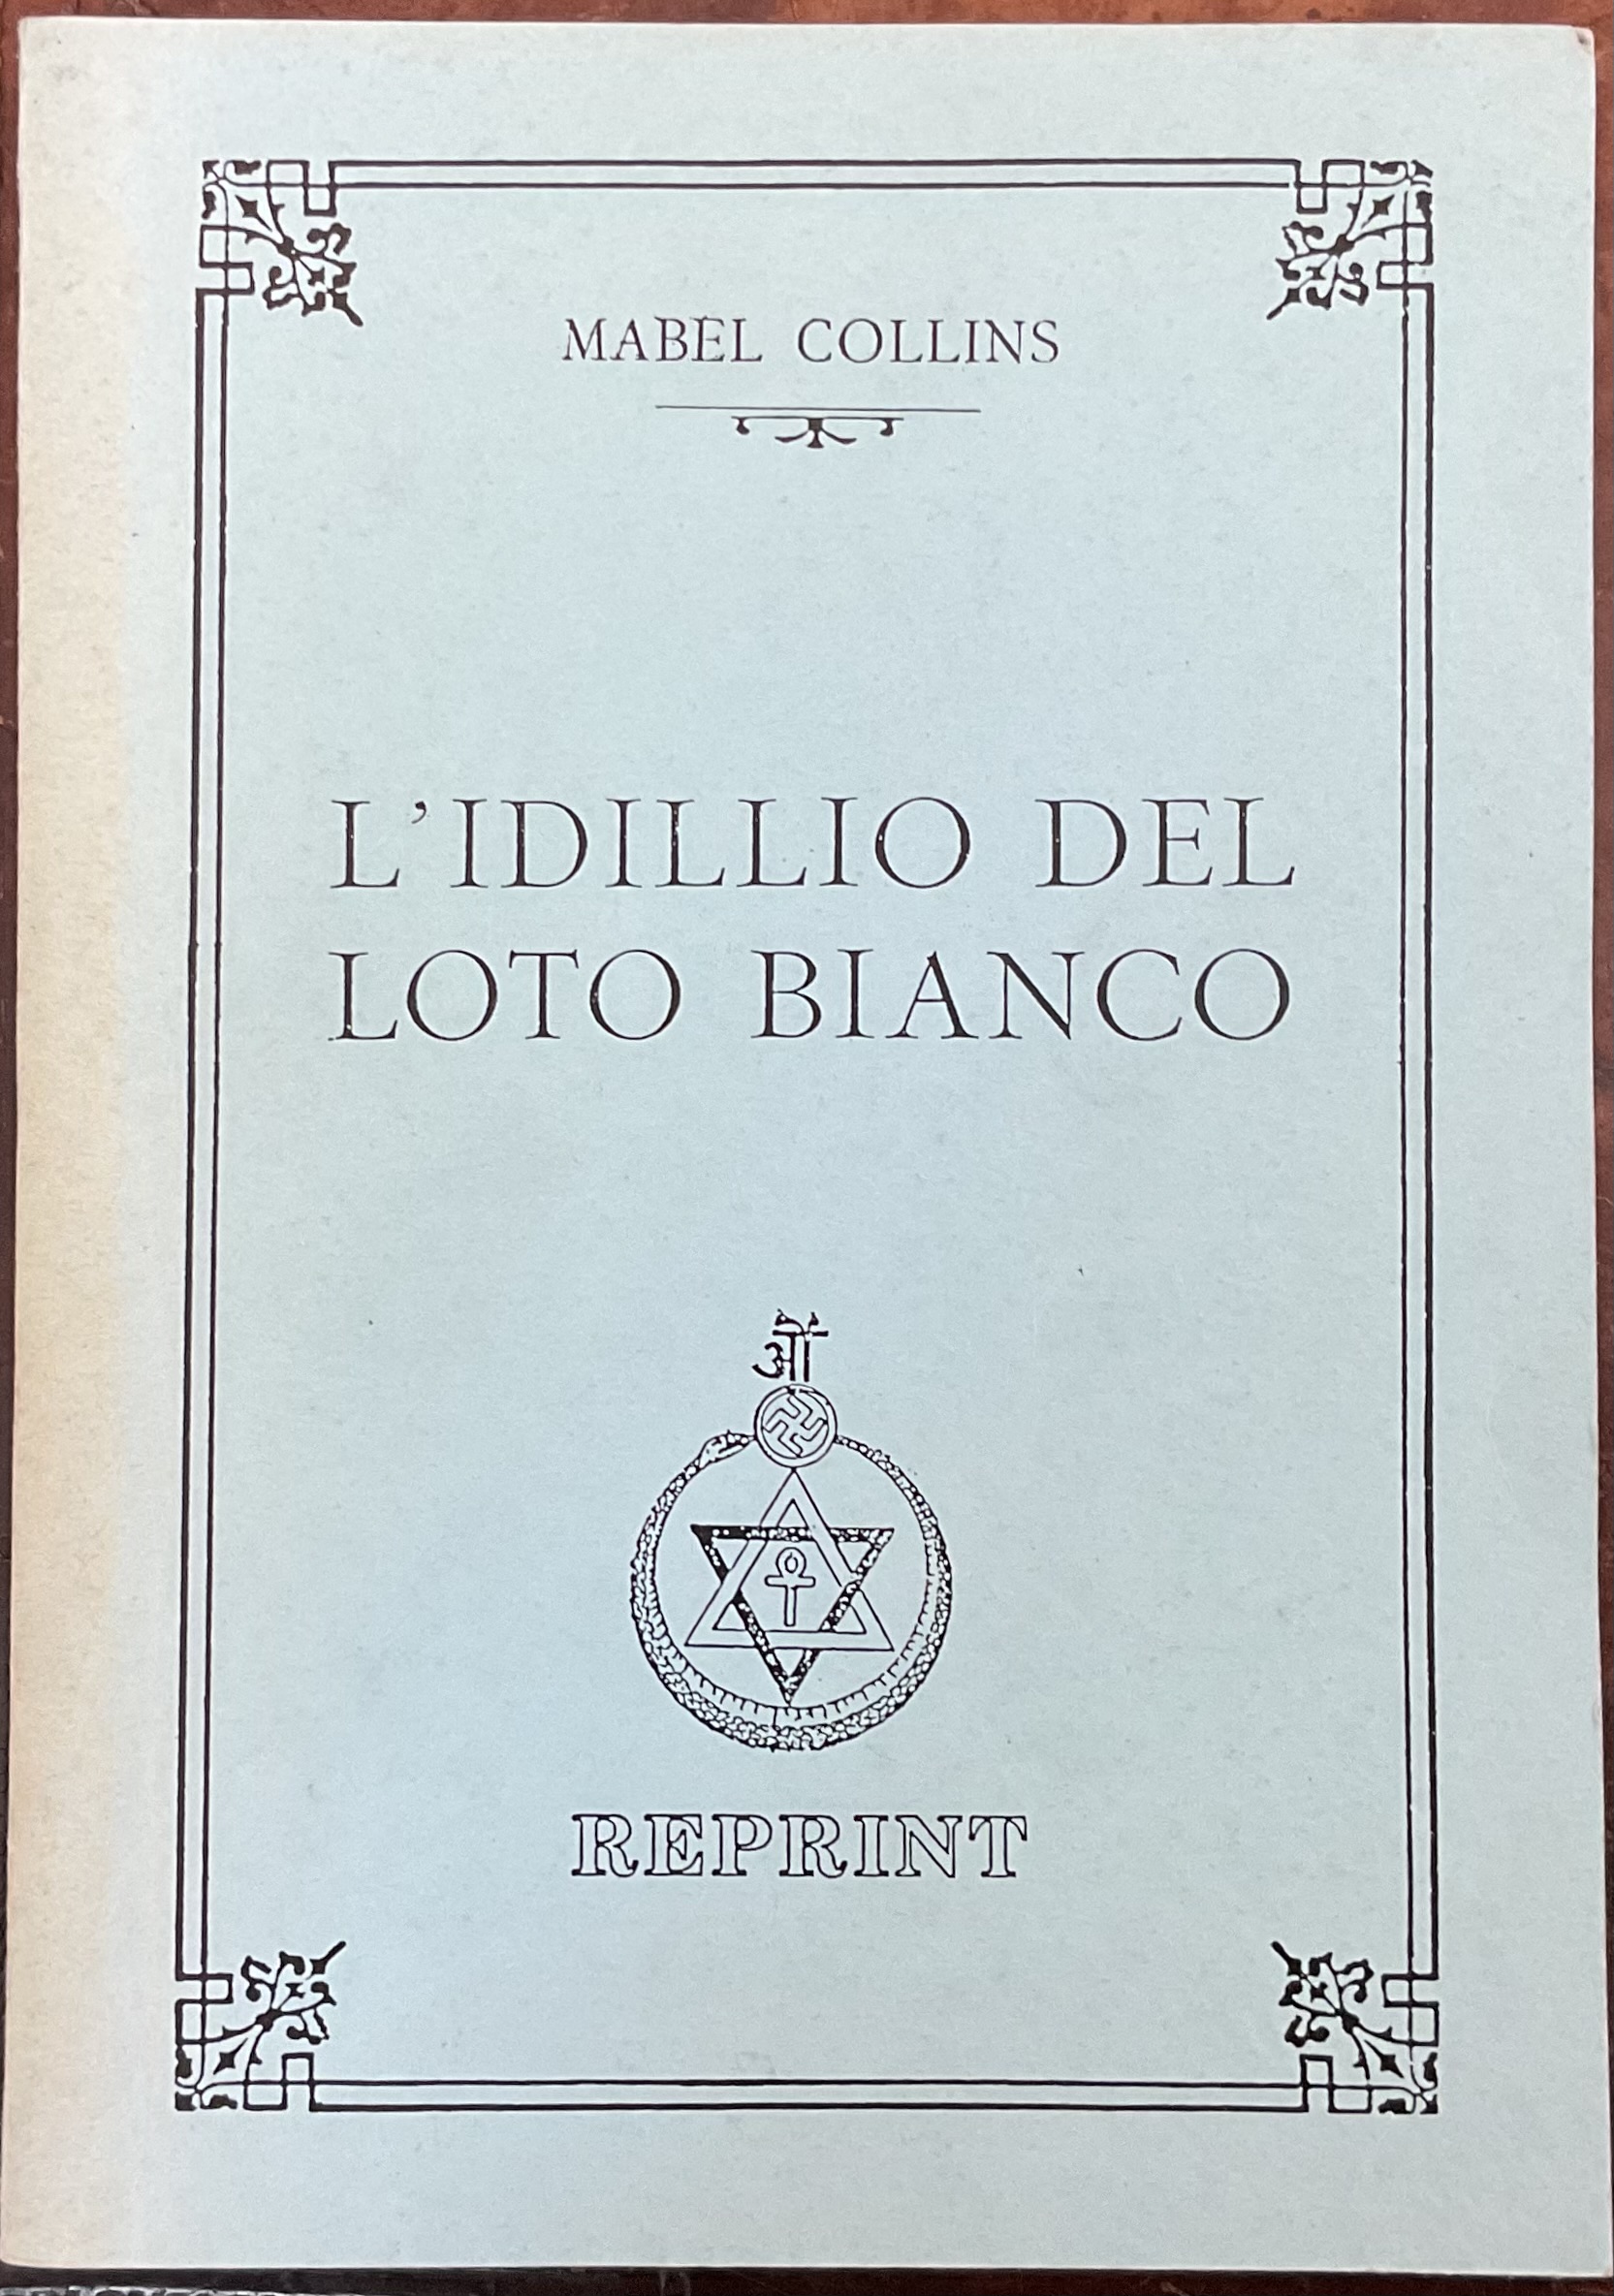 MABEL COLLINS
L'IDILLIO DEL
LOTO BIANCO
ओँ
REPRINT